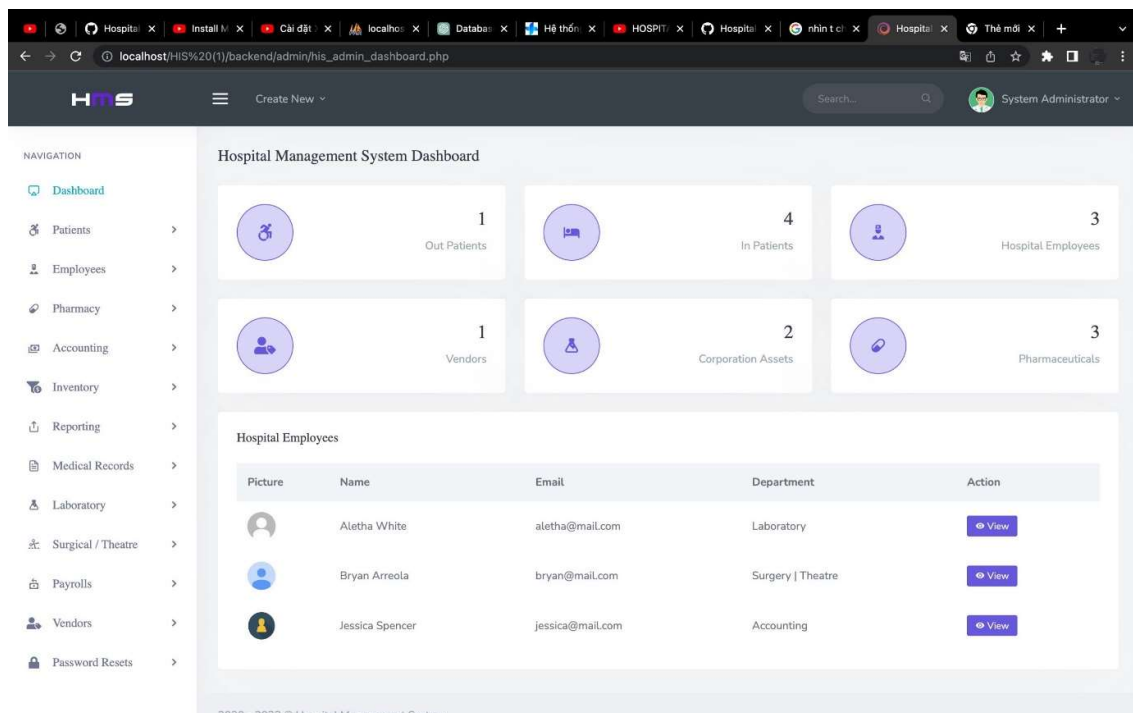 Hospital
Install M
Cài đặt
localhos
Databas
Hệ thốn
HOSPIT
Hospital
nhìn t ch
Hospital
Thẻ mới
localhost/HIS%20(1)/backend/admin/his_admin_dashboard.php
HMS
Create New
Search...
System Administrator
NAVIGATION
Dashboard
Patients
Employees
Pharmacy
Accounting
Inventory
Reporting
Medical Records
Laboratory
Surgical / Theatre
Payrolls
Vendors
Password Resets
Hospital Management System Dashboard
1
Out Patients
4
In Patients
3
Hospital Employees
1
Vendors
2
Corporation Assets
3
Pharmaceuticals
Hospital Employees
Picture Name Email Department Action
Aletha White aletha@mail.com Laboratory View
Bryan Arreola bryan@mail.com Surgery | Theatre View
Jessica Spencer jessica@mail.com Accounting View